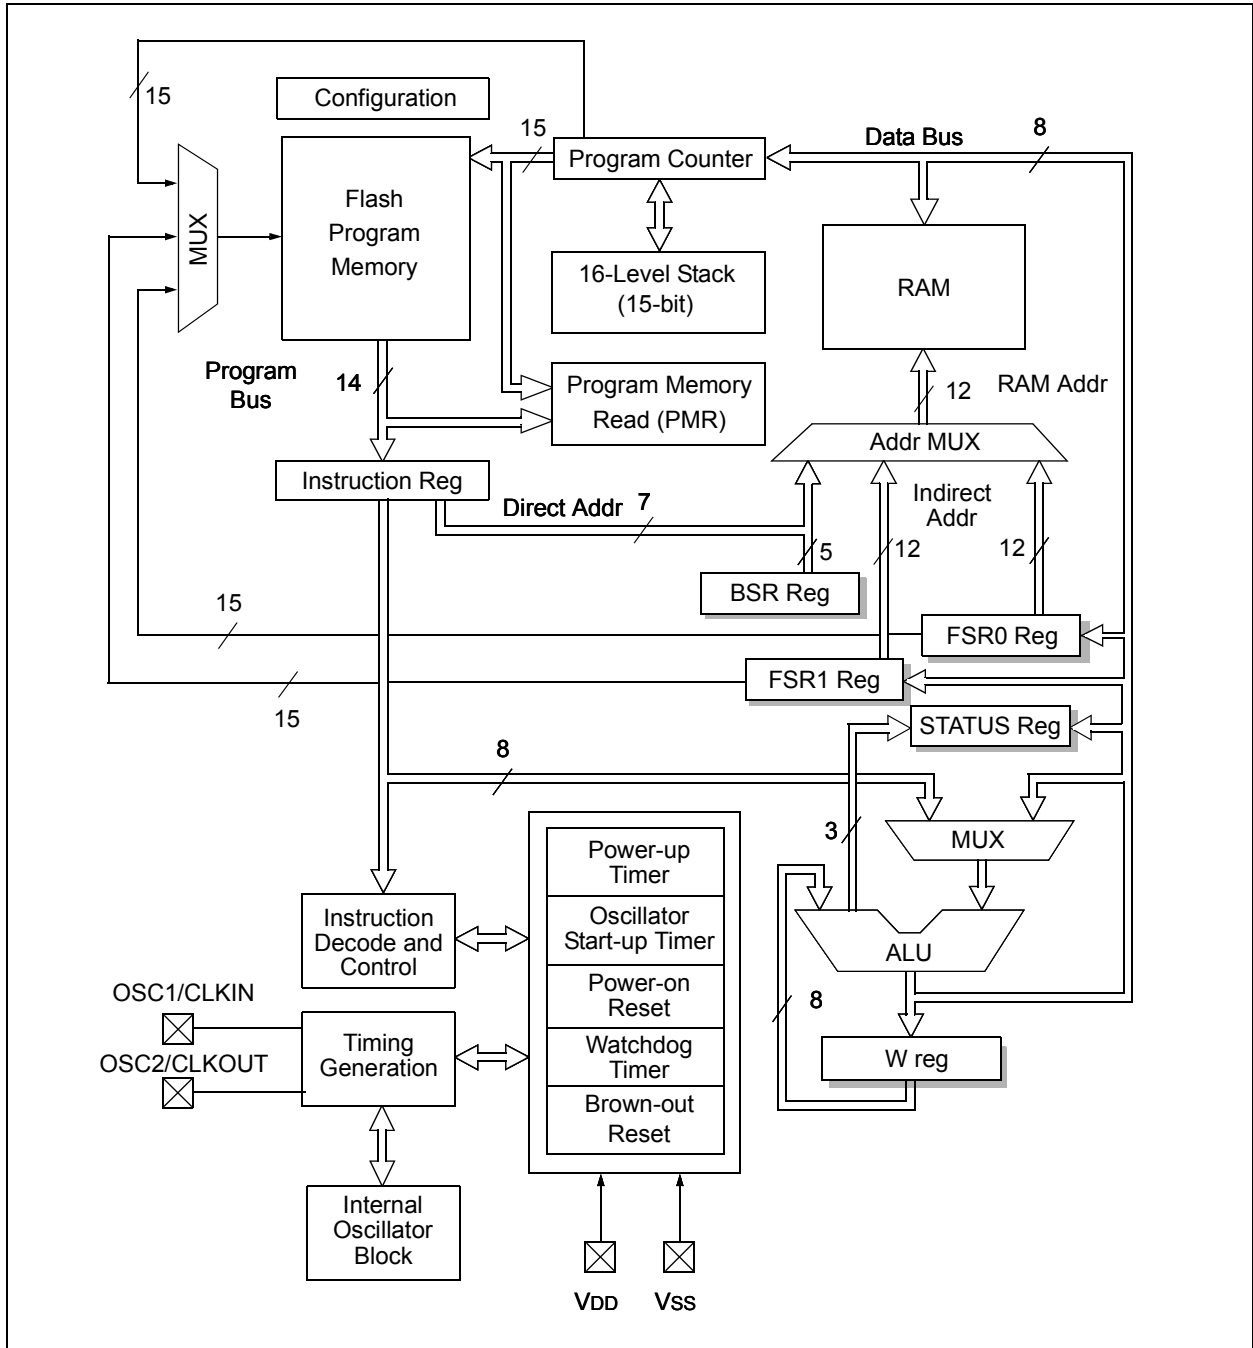 15
Configuration
15
Program Counter
Data Bus
8
MUX
Flash
Program
Memory
16-Level Stack
(15-bit)
RAM
Program
Bus
14
Program Memory
Read (PMR)
12
RAM Addr
Addr MUX
Instruction Reg
Direct Addr
7
Indirect
Addr
5
12
12
BSR Reg
15
FSR0 Reg
FSR1 Reg
15
STATUS Reg
8
3
MUX
Power-up
Timer
Instruction
Decode and
Control
Oscillator
Start-up Timer
ALU
Power-on
Reset
8
OSC1/CLKIN
Timing
Generation
Watchdog
Timer
W reg
OSC2/CLKOUT
Brown-out
Reset
Internal
Oscillator
Block
VDD
VSS